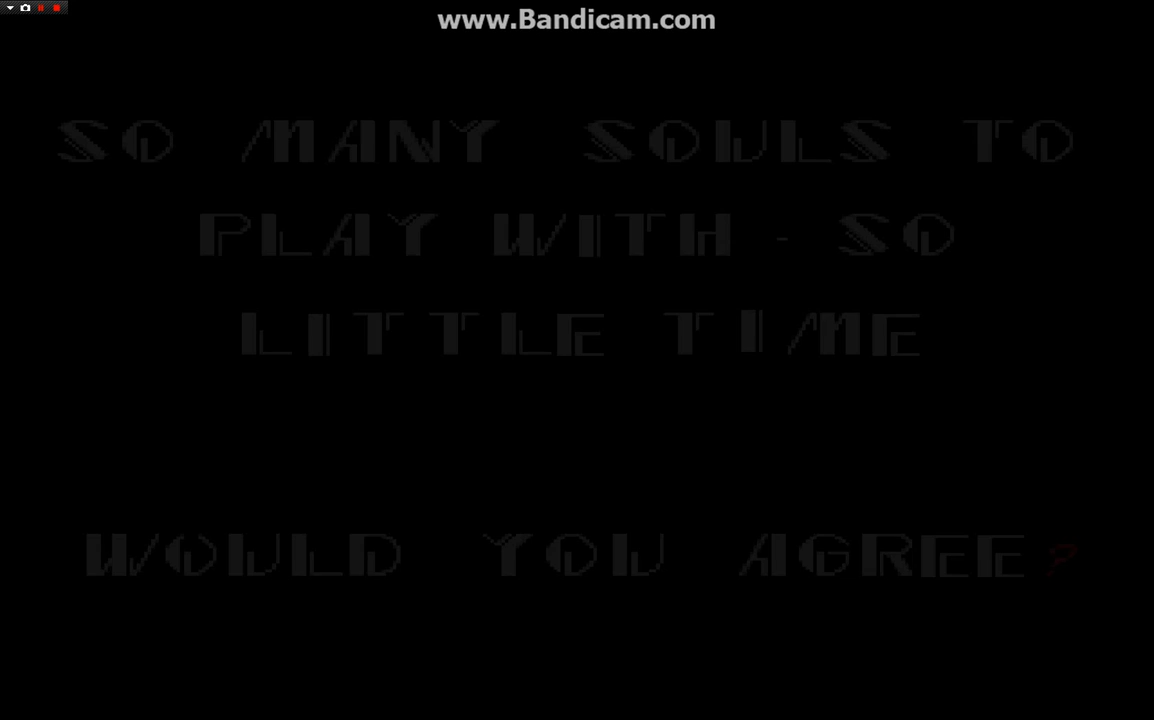 www.Bandicam.com
SO MANY SOULS TO
PLAY WITH - SO
LITTLE TIME
WOULD YOU AGREE?